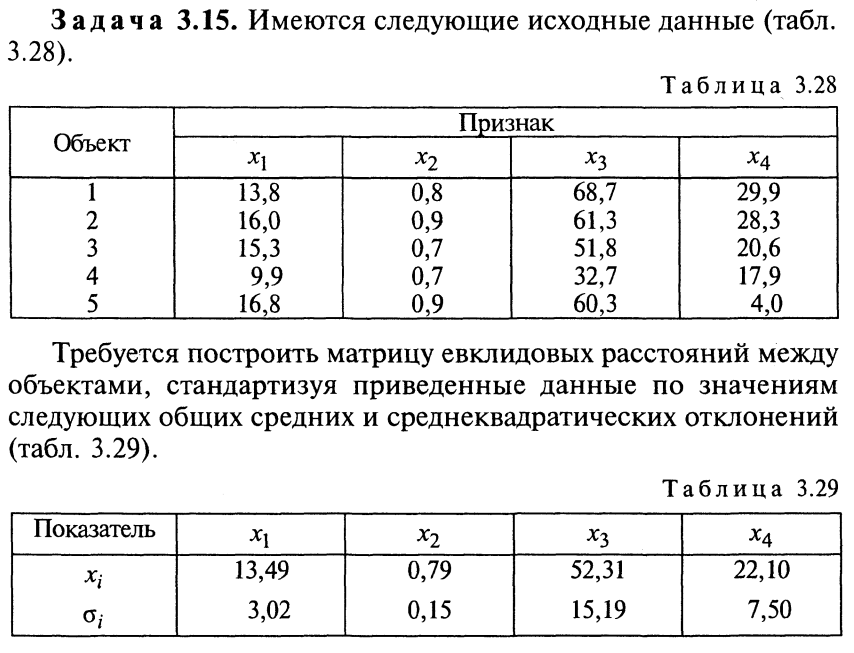 Задача 3.15. Имеются следующие исходные данные (табл.
3.28).
Таблица 3.28
Объект Признак
x1 x2 x3 x4
1 13,8 0,8 68,7 29,9
2 16,0 0,9 61,3 28,3
3 15,3 0,7 51,8 20,6
4 9,9 0,7 32,7 17,9
5 16,8 0,9 60,3 4,0
Требуется построить матрицу евклидовых расстояний между
объектами, стандартизуя приведенные данные по значениям
следующих общих средних и среднеквадратических отклонений
(табл. 3.29).
Таблица 3.29
Показатель x1 x2 x3 x4
xi 13,49 0,79 52,31 22,10
σi 3,02 0,15 15,19 7,50